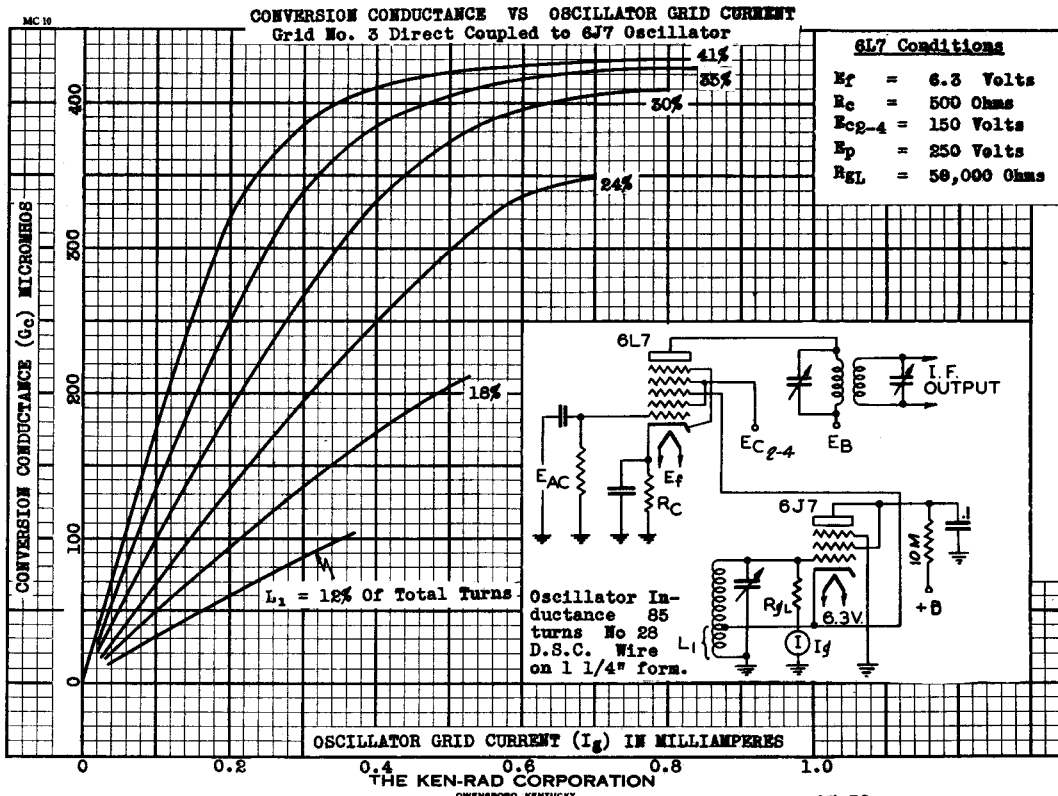 MC 10
CONVERSION CONDUCTANCE VS OSCILLATOR GRID CURRENT
Grid No. 3 Direct Coupled to 6J7 Oscillator
6L7 Conditions
Ef = 6.3 Volts
Rc = 500 Ohms
Ec2-4 = 150 Volts
Ep = 250 Volts
RgL = 50,000 Ohms
41%
35%
30%
24%
18%
L1 = 12% Of Total Turns
CONVERSION CONDUCTANCE (Gc) MICROMHOS
400
300
200
100
0
6L7
I.F.
OUTPUT
EAC
Ef
RC
EC2-4
EB
6J7
.1
10M
+B
RgL
6.3V.
L1
I
Ig
Oscillator In-
ductance 85
turns No 28
D.S.C. Wire
on 1 1/4" form.
OSCILLATOR GRID CURRENT (Ig) IN MILLIAMPERES
0 0.2 0.4 0.6 0.8 1.0
THE KEN-RAD CORPORATION
OWENSBORO, KENTUCKY